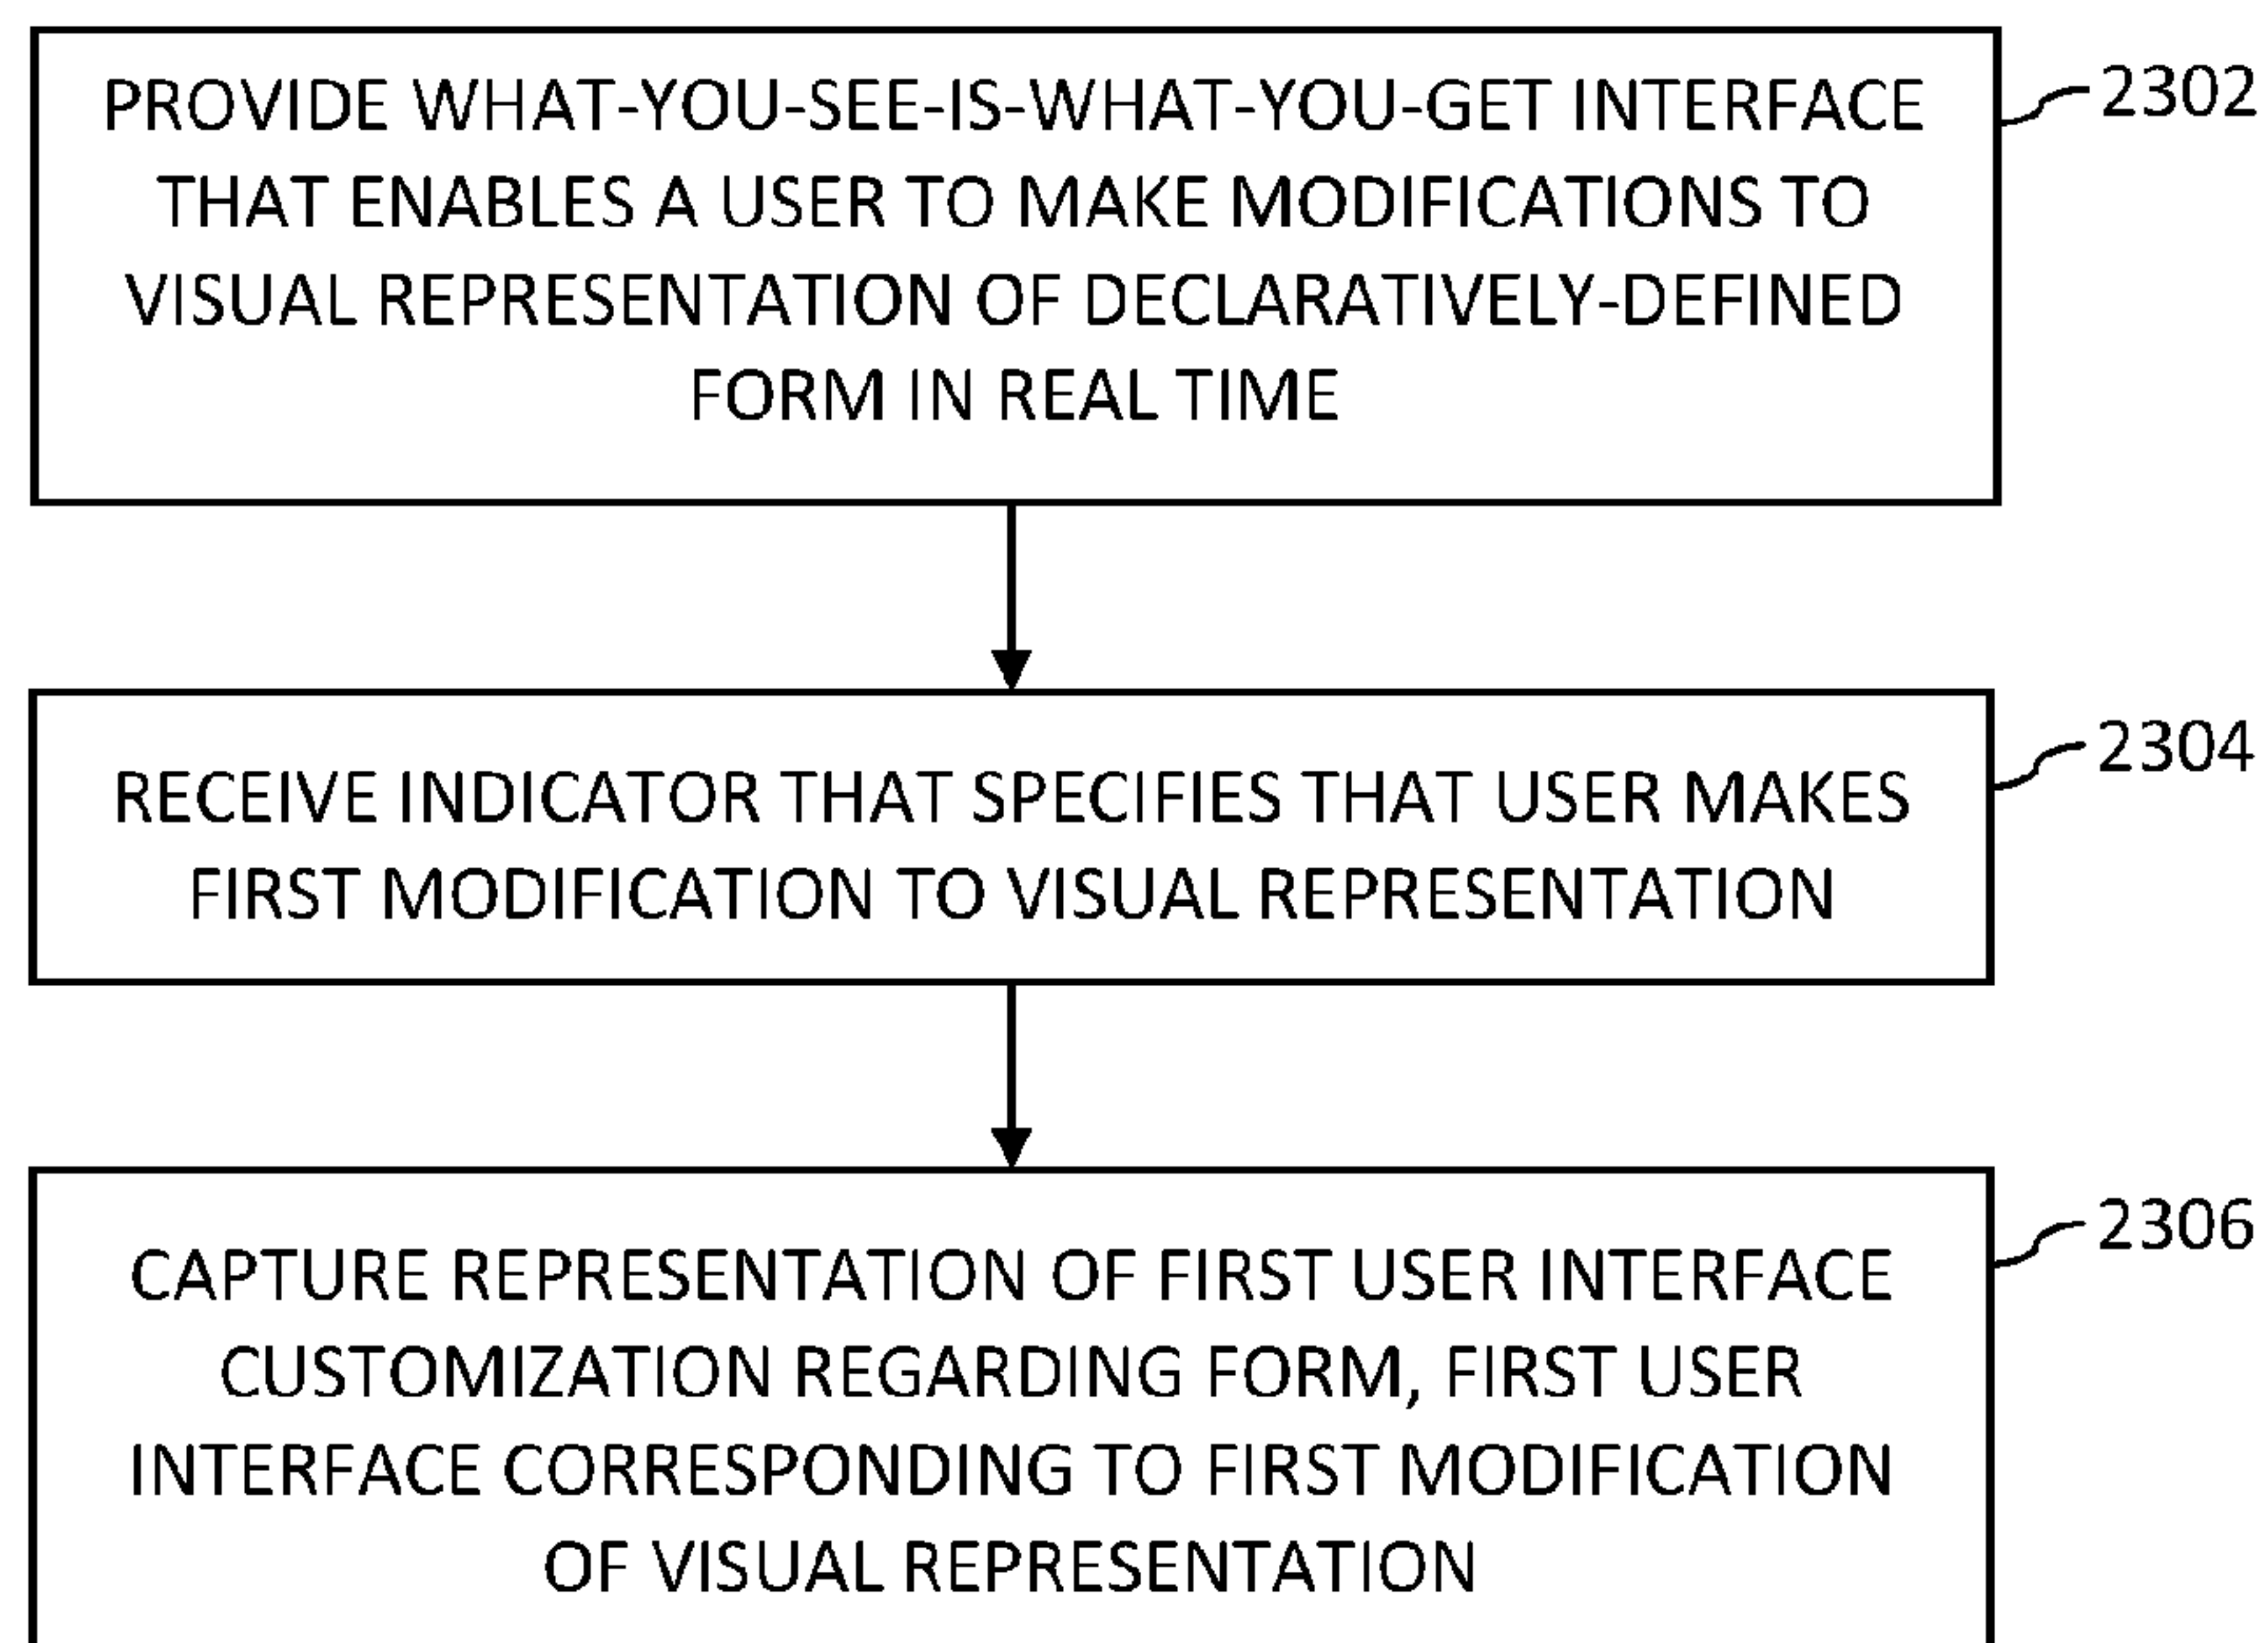 PROVIDE WHAT-YOU-SEE-IS-WHAT-YOU-GET INTERFACE
2302
THAT ENABLES A USER TO MAKE MODIFICATIONS TO
VISUAL REPRESENTATION OF DECLARATIVELY-DEFINED
FORM IN REAL TIME
2304
RECEIVE INDICATOR THAT SPECIFIES THAT USER MAKES
FIRST MODIFICATION TO VISUAL REPRESENTATION
2306
CAPTURE REPRESENTATION OF FIRST USER INTERFACE
CUSTOMIZATION REGARDING FORM, FIRST USER
INTERFACE CORRESPONDING TO FIRST MODIFICATION
OF VISUAL REPRESENTATION